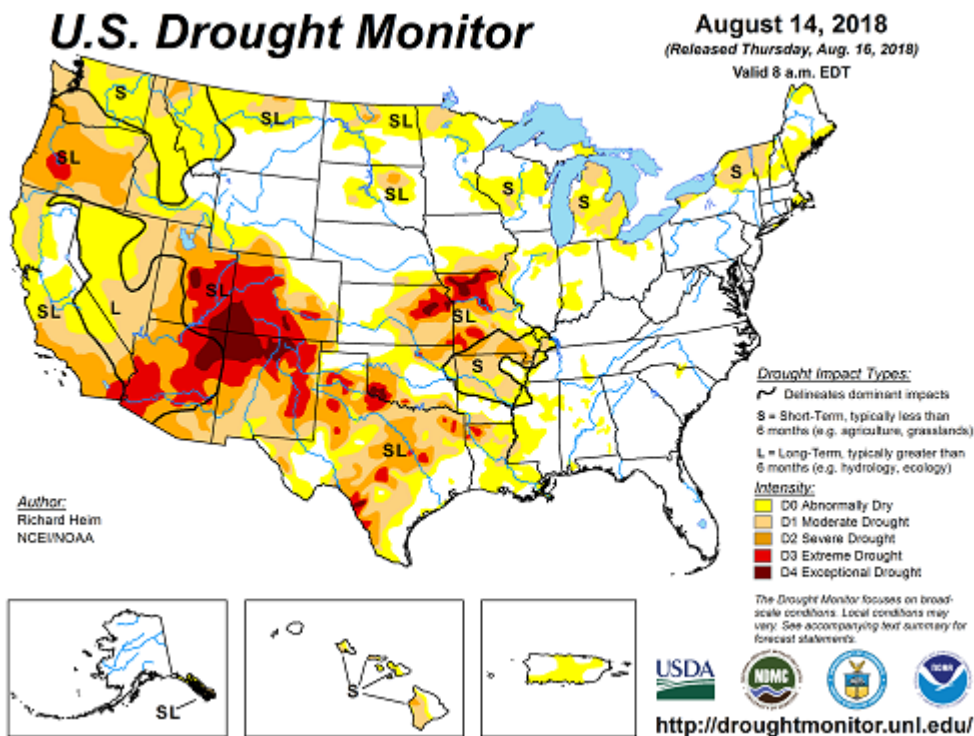 U.S. Drought Monitor
August 14, 2018
(Released Thursday, Aug. 16, 2018)
Valid 8 a.m. EDT
S
SL
SL
SL
SL
S
S
S
SL
SL
L
SL
S
SL
Drought Impact Types:
Delineates dominant impacts
S = Short-Term, typically less than
6 months (e.g. agriculture, grasslands)
L = Long-Term, typically greater than
6 months (e.g. hydrology, ecology)
Intensity:
D0 Abnormally Dry
D1 Moderate Drought
D2 Severe Drought
D3 Extreme Drought
D4 Exceptional Drought
Author:
Richard Heim
NCEI/NOAA
The Drought Monitor focuses on broad-
scale conditions. Local conditions may
vary. See accompanying text summary for
forecast statements.
SL
S
USDA
NDMC
NOAA
http://droughtmonitor.unl.edu/